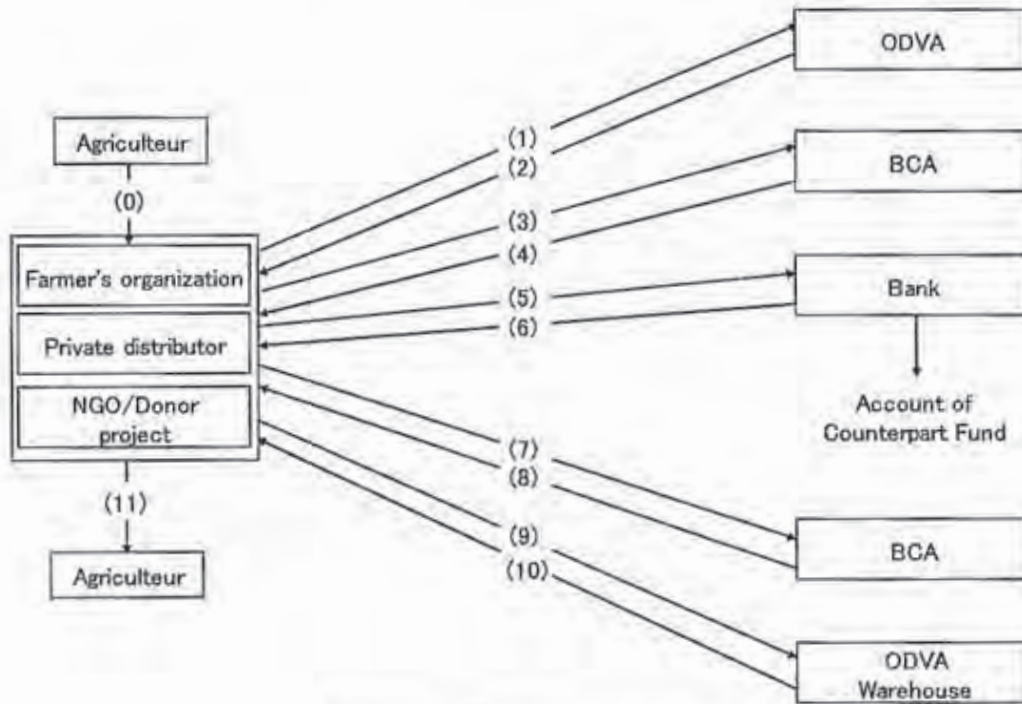 ODVA
Agriculteur
(1)
(2)
BCA
(0)
(3)
(4)
Farmer's organization
Bank
(5)
(6)
Private distributor
NGO/Donor
project
Account of
Counterpart Fund
(7)
(8)
(11)
(9)
BCA
(10)
Agriculteur
ODVA
Warehouse